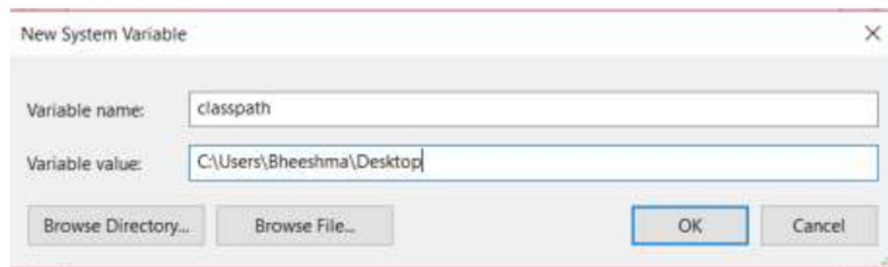 New System Variable
Variable name: classpath
Variable value: C:\Users\Bheeshma\Desktop
Browse Directory... Browse File... OK Cancel